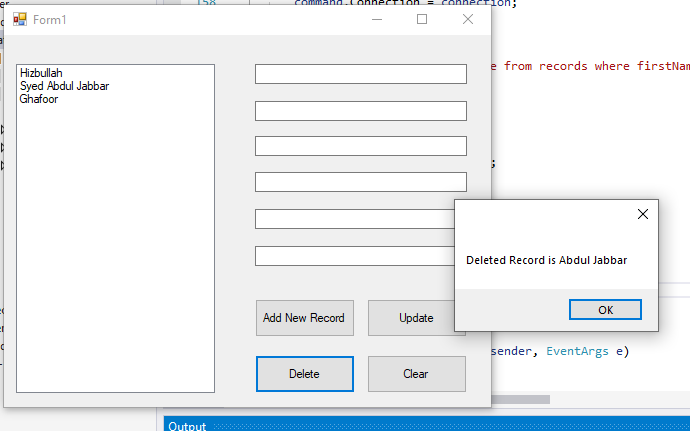 158
command.Connection = connection;
Form1
Hizbullah
Syed Abdul Jabbar
Ghafoor
e from records where firstNam
;
Deleted Record is Abdul Jabbar
OK
Add New Record
Update
sender, EventArgs e)
Delete
Clear
Output